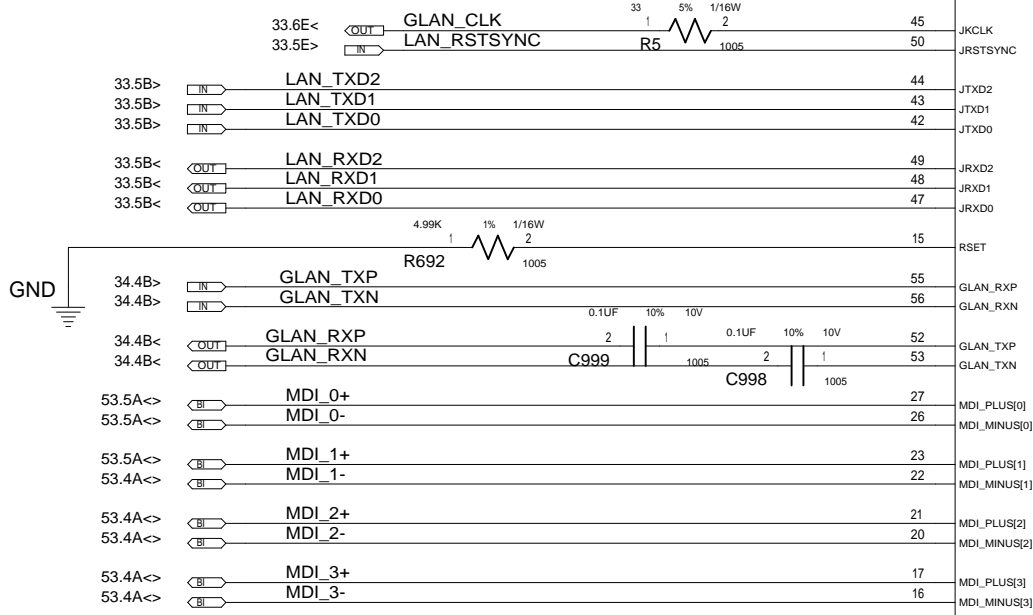 33 5% 1/16W
33.6E< OUT GLAN_CLK 1 2 45 JKCLK
33.5E> IN LAN_RSTSYNC R5 1005 50 JRSTSYNC
33.5B> IN LAN_TXD2 44 JTXD2
33.5B> IN LAN_TXD1 43 JTXD1
33.5B> IN LAN_TXD0 42 JTXD0
33.5B< OUT LAN_RXD2 49 JRXD2
33.5B< OUT LAN_RXD1 48 JRXD1
33.5B< OUT LAN_RXD0 47 JRXD0
4.99K 1% 1/16W
1 2 15 RSET
R692 1005
GND
34.4B> IN GLAN_TXP 55 GLAN_RXP
34.4B> IN GLAN_TXN 56 GLAN_RXN
0.1UF 10% 10V 0.1UF 10% 10V
34.4B< OUT GLAN_RXP 2 1 52 GLAN_TXP
34.4B< OUT GLAN_RXN C999 1005 2 1 53 GLAN_TXN
C998 1005
53.5A<> BI MDI_0+ 27 MDI_PLUS[0]
53.5A<> BI MDI_0- 26 MDI_MINUS[0]
53.5A<> BI MDI_1+ 23 MDI_PLUS[1]
53.4A<> BI MDI_1- 22 MDI_MINUS[1]
53.4A<> BI MDI_2+ 21 MDI_PLUS[2]
53.4A<> BI MDI_2- 20 MDI_MINUS[2]
53.4A<> BI MDI_3+ 17 MDI_PLUS[3]
53.4A<> BI MDI_3- 16 MDI_MINUS[3]